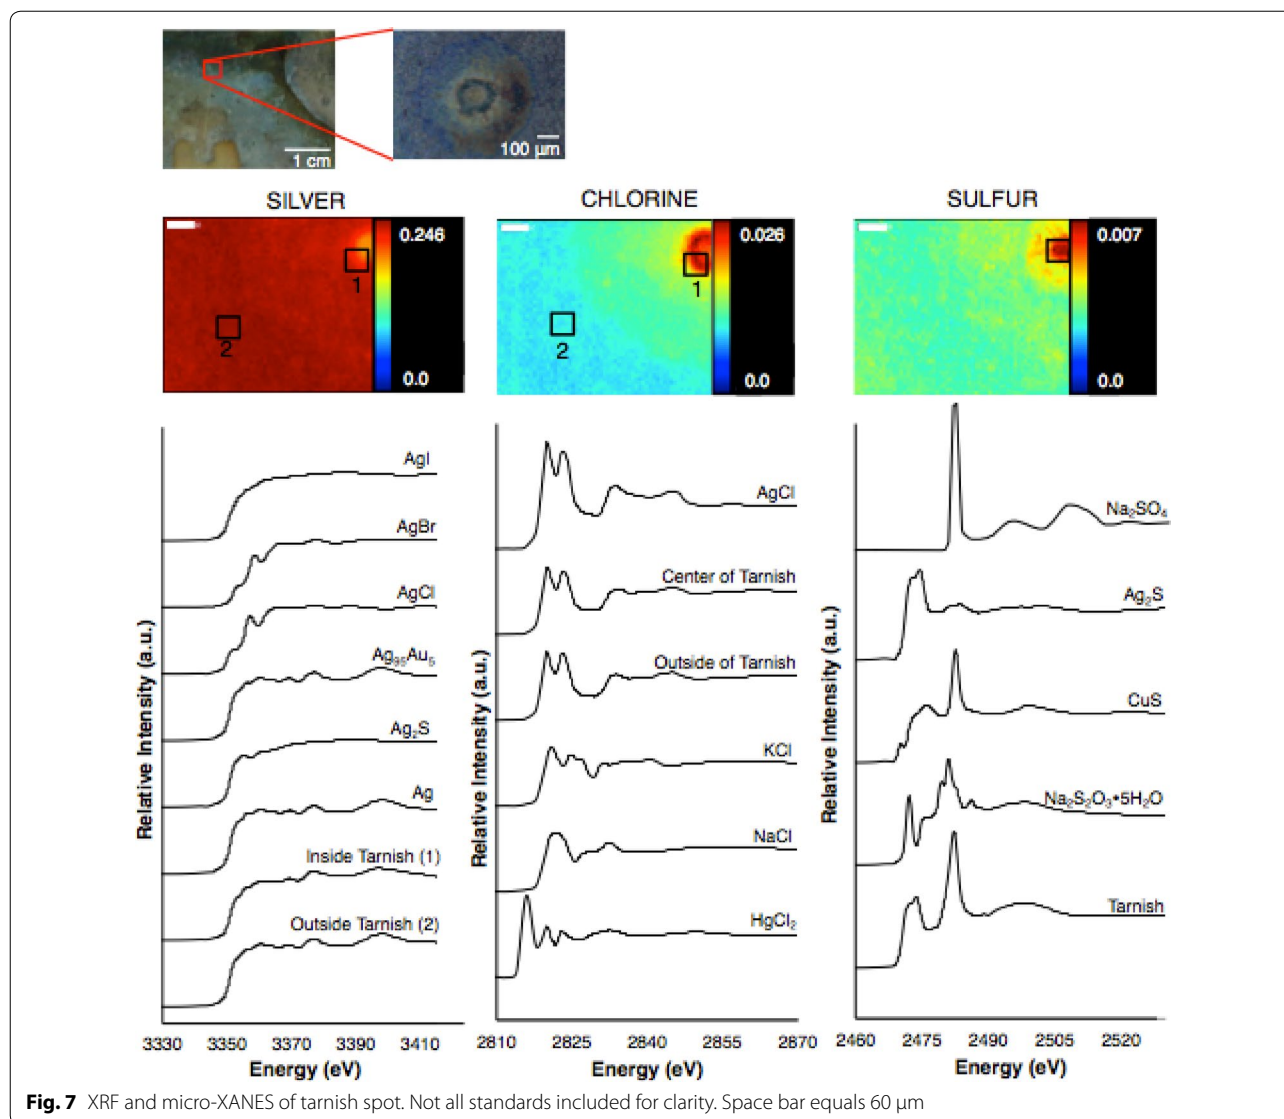 1 cm
100 µm
SILVER
CHLORINE
SULFUR
0.246
1
2
0.0
0.026
1
2
0.0
0.007
0.0
Relative Intensity (a.u.)
AgI
AgBr
AgCl
Ag₉₅Au₅
Ag₂S
Ag
Inside Tarnish (1)
Outside Tarnish (2)
3330 3350 3370 3390 3410
Energy (eV)
Relative Intensity (a.u.)
AgCl
Center of Tarnish
Outside of Tarnish
KCl
NaCl
HgCl₂
2810 2825 2840 2855 2870
Energy (eV)
Relative Intensity (a.u.)
Na₂SO₄
Ag₂S
CuS
Na₂S₂O₃•5H₂O
Tarnish
2460 2475 2490 2505 2520
Energy (eV)
Fig. 7 XRF and micro-XANES of tarnish spot. Not all standards included for clarity. Space bar equals 60 µm